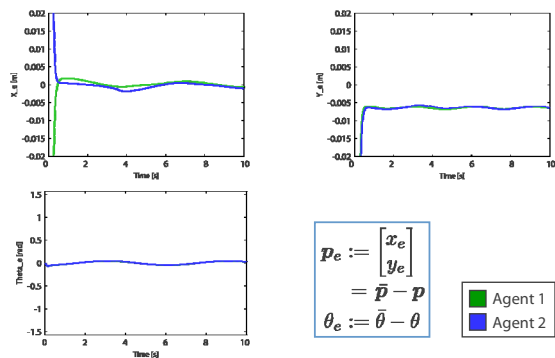 0.02
0.015
0.01
0.005
0
-0.005
-0.01
-0.015
-0.02
X_e [m]
0 2 4 6 8 10
Time [s]
0.02
0.015
0.01
0.005
0
-0.005
-0.01
-0.015
-0.02
Y_e [m]
0 2 4 6 8 10
Time [s]
1.5
1
0.5
0
-0.5
-1
-1.5
Theta_e [rad]
0 2 4 6 8 10
Time [s]
p_e := [x_e
y_e]
= p̄ − p
θ_e := θ̄ − θ
Agent 1
Agent 2